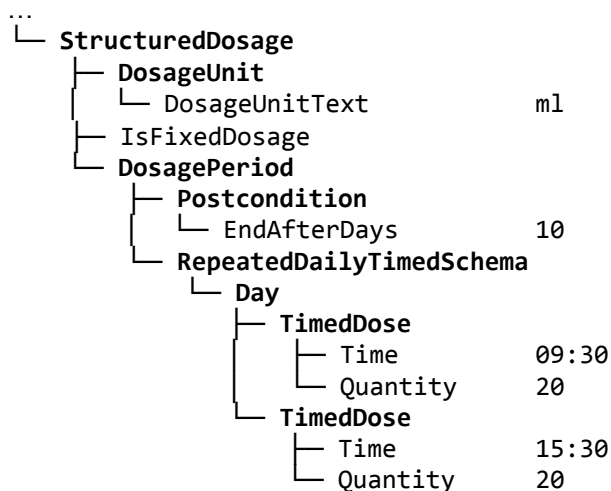 ...
StructuredDosage
DosageUnit
DosageUnitText ml
IsFixedDosage
DosagePeriod
Postcondition
EndAfterDays 10
RepeatedDailyTimedSchema
Day
TimedDose
Time 09:30
Quantity 20
TimedDose
Time 15:30
Quantity 20